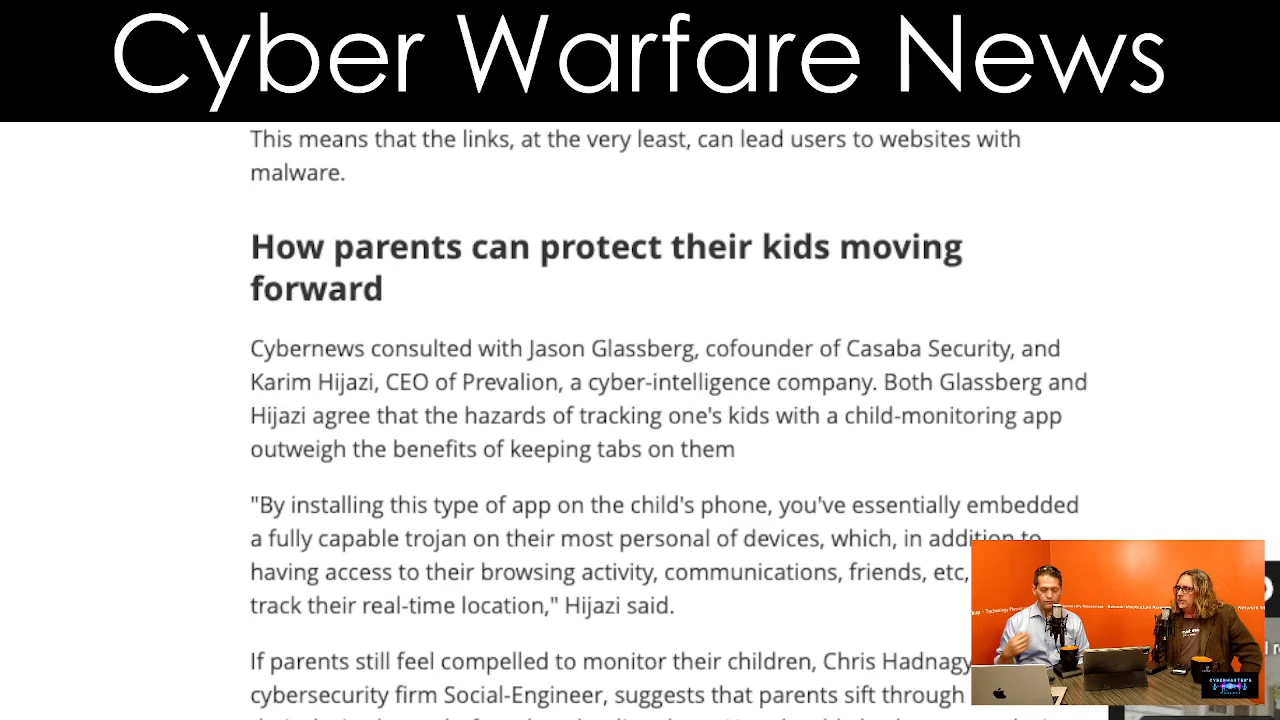 Cyber Warfare News
This means that the links, at the very least, can lead users to websites with
malware.
How parents can protect their kids moving
forward
Cybernews consulted with Jason Glassberg, cofounder of Casaba Security, and
Karim Hijazi, CEO of Prevalion, a cyber-intelligence company. Both Glassberg and
Hijazi agree that the hazards of tracking one's kids with a child-monitoring app
outweigh the benefits of keeping tabs on them
"By installing this type of app on the child's phone, you've essentially embedded
a fully capable trojan on their most personal of devices, which, in addition to
having access to their browsing activity, communications, friends, etc,
track their real-time location," Hijazi said.
If parents still feel compelled to monitor their children, Chris Hadnagy
cybersecurity firm Social-Engineer, suggests that parents sift through
CYBERMASTER'S